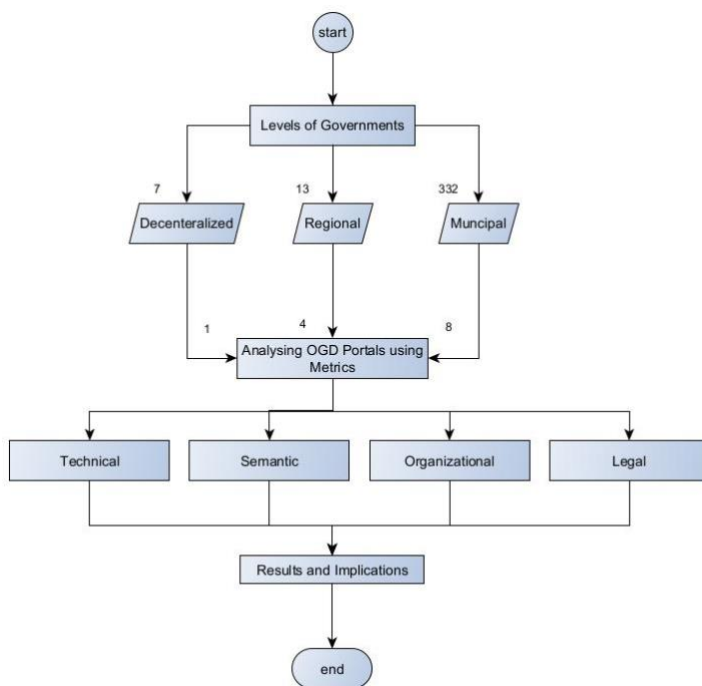 start
Levels of Governments
7
13
332
Decenteralized
Regional
Muncipal
1
4
8
Analysing OGD Portals using
Metrics
Technical
Semantic
Organizational
Legal
Results and Implications
end